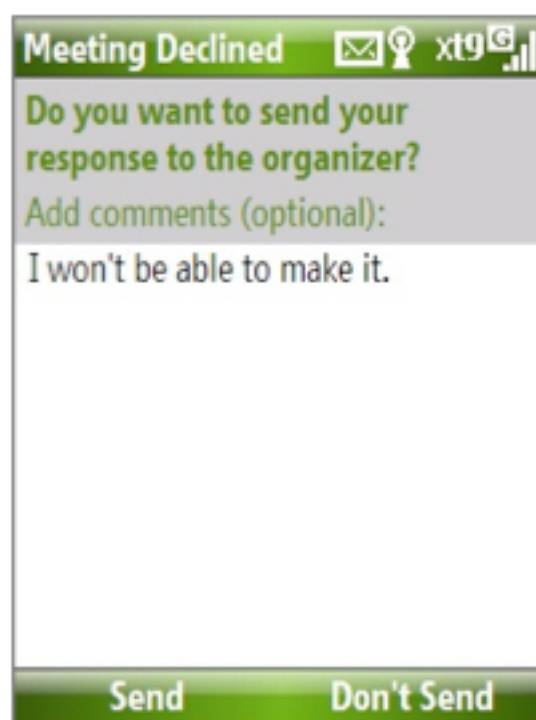 Meeting Declined xt9 G
Do you want to send your
response to the organizer?
Add comments (optional):
I won't be able to make it.
Send Don't Send